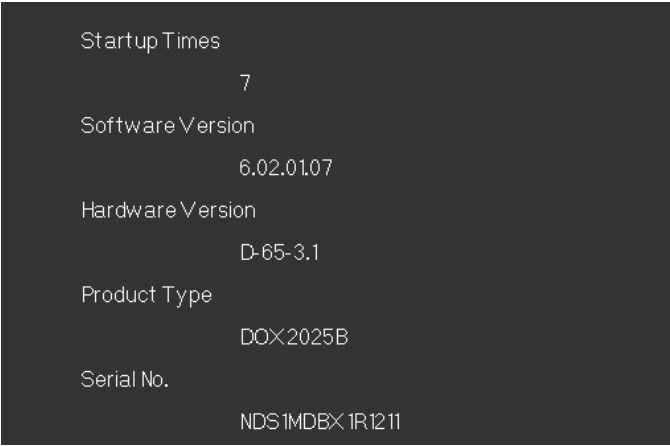 Startup Times
7
Software Version
6.02.01.07
Hardware Version
D-65-3.1
Product Type
DOX2025B
Serial No.
NDS1MDBX1R1211